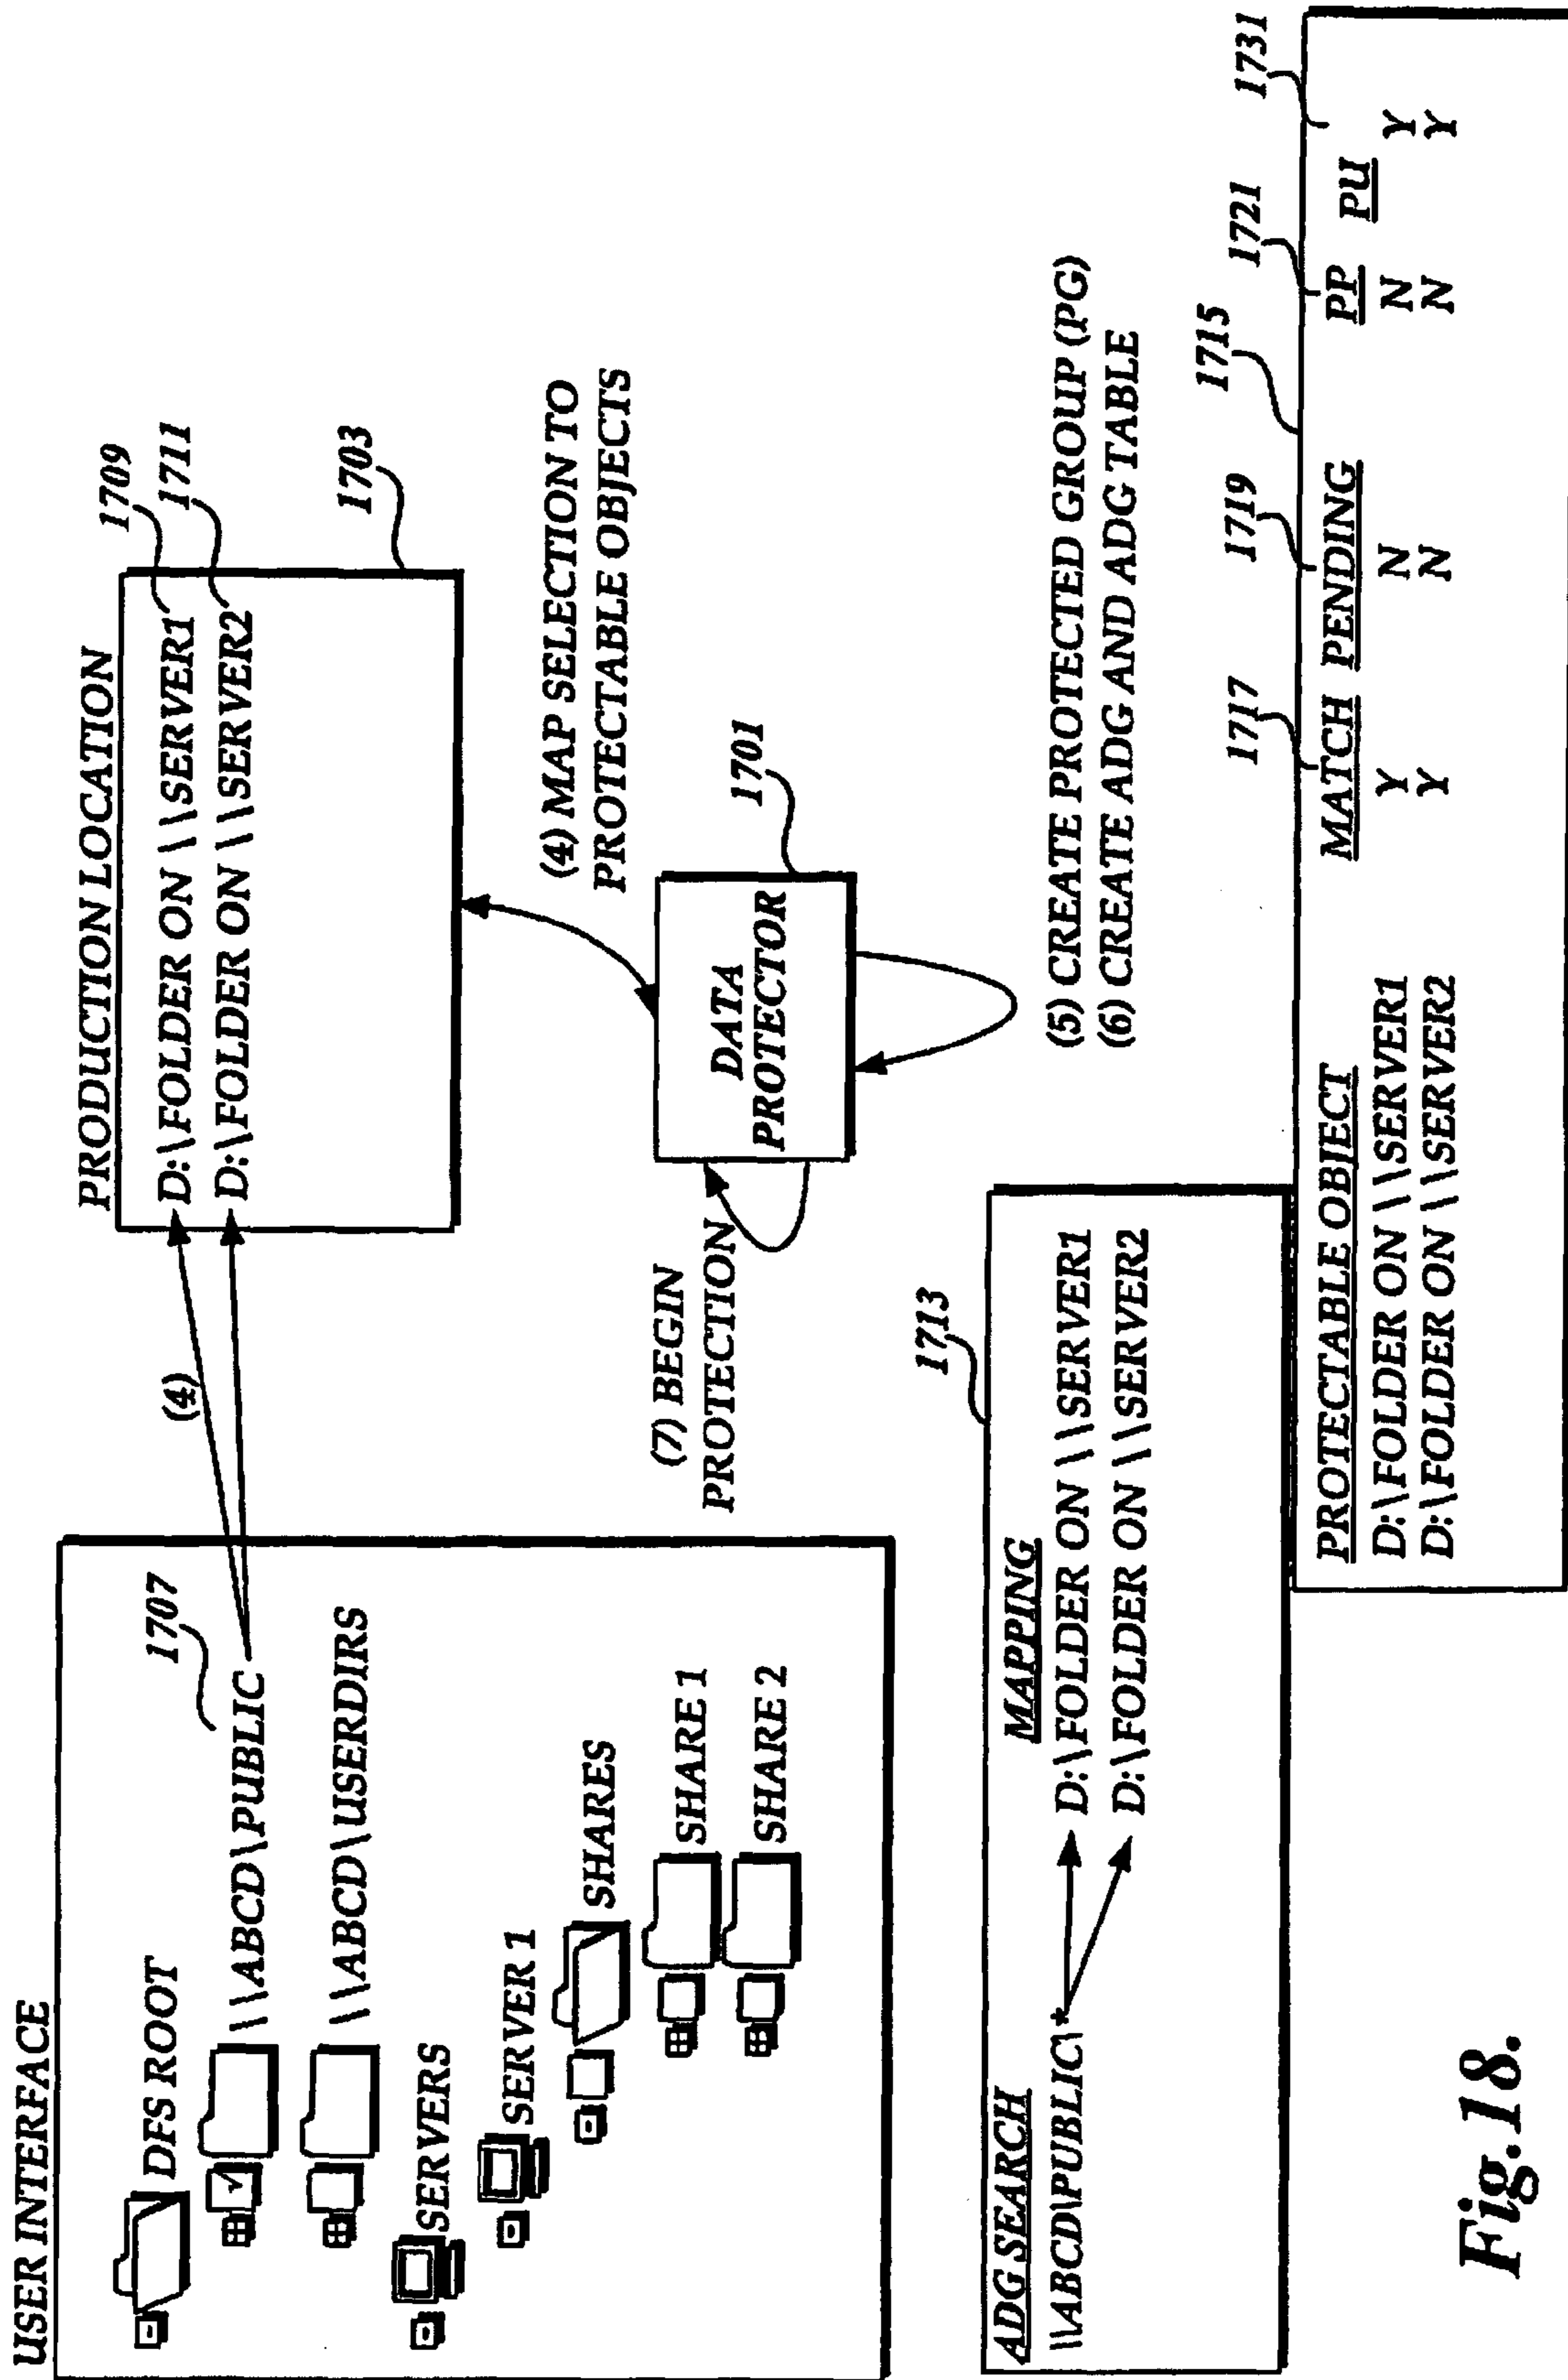 USER INTERFACE
DFS ROOT
\\ABCD\PUBLIC
1707
\\ABCD\USERDIRS
SERVERS
SERVER 1
SHARES
SHARE 1
SHARE 2
(4)
PRODUCTION LOCATION
D:\FOLDER ON \\SERVER1
D:\FOLDER ON \\SERVER2
1709
1711
1703
(4) MAP SELECTION TO
PROTECTABLE OBJECTS
DATA
PROTECTOR
1701
(7) BEGIN
PROTECTION
(5) CREATE PROTECTED GROUP (PG)
(6) CREATE ADG AND ADG TABLE
1713
ADG SEARCH MAPPING
\\ABCD\PUBLIC\* D:\FOLDER ON \\SERVER1
D:\FOLDER ON \\SERVER2
1717 1719 1715 1721 1731
PROTECTABLE OBJECT MATCH PENDING PP PU
D:\FOLDER ON \\SERVER1 Y N N Y
D:\FOLDER ON \\SERVER2 Y N N Y
Fig.18.